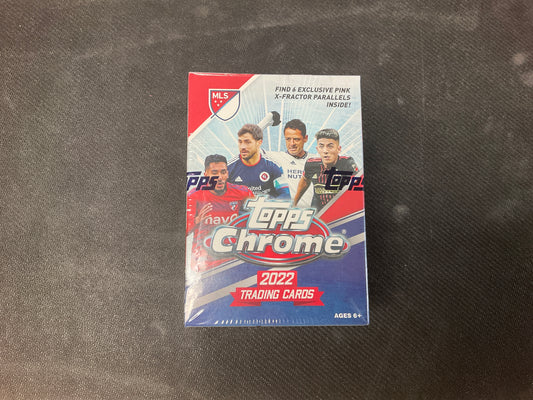 MLS
FIND 6 EXCLUSIVE PINK
X-FRACTOR PARALLELS
INSIDE!
TOPPS
TOPPS
TOPPS
Chrome
2022
TRADING CARDS
AGES 6+